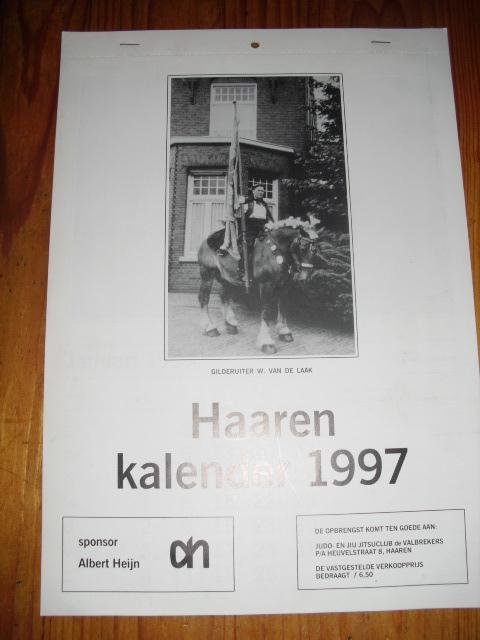 GILDERUITER W. VAN DE LAAK
Haaren
kalender 1997
sponsor
Albert Heijn
ah
DE OPBRENGST KOMT TEN GOEDE AAN:
JUDO- EN JIU JITSUCLUB de VALBREKERS
P/A HEUVELSTRAAT 8, HAAREN
DE VASTGESTELDE VERKOOPPRIJS
BEDRAAGT ƒ 6,50